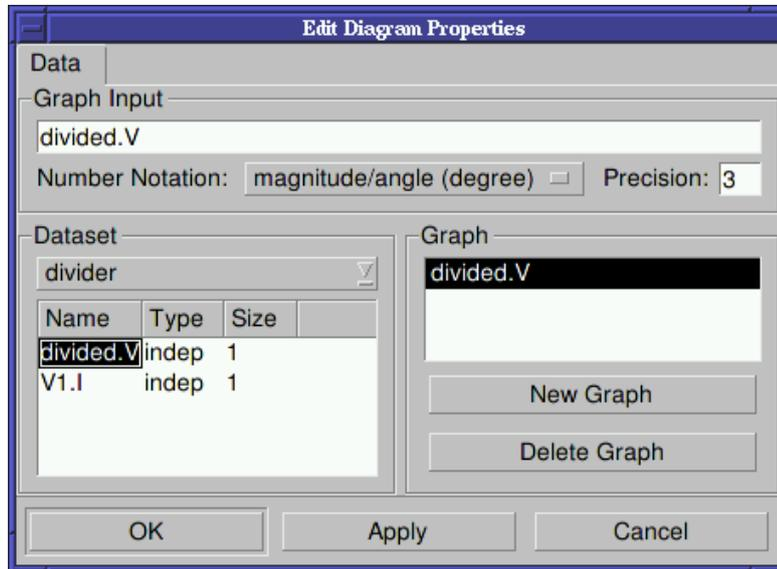 Edit Diagram Properties
Data
Graph Input
divided.V
Number Notation: magnitude/angle (degree) Precision: 3
Dataset
divider
Name Type Size
divided.V indep 1
V1.I indep 1
Graph
divided.V
New Graph
Delete Graph
OK Apply Cancel